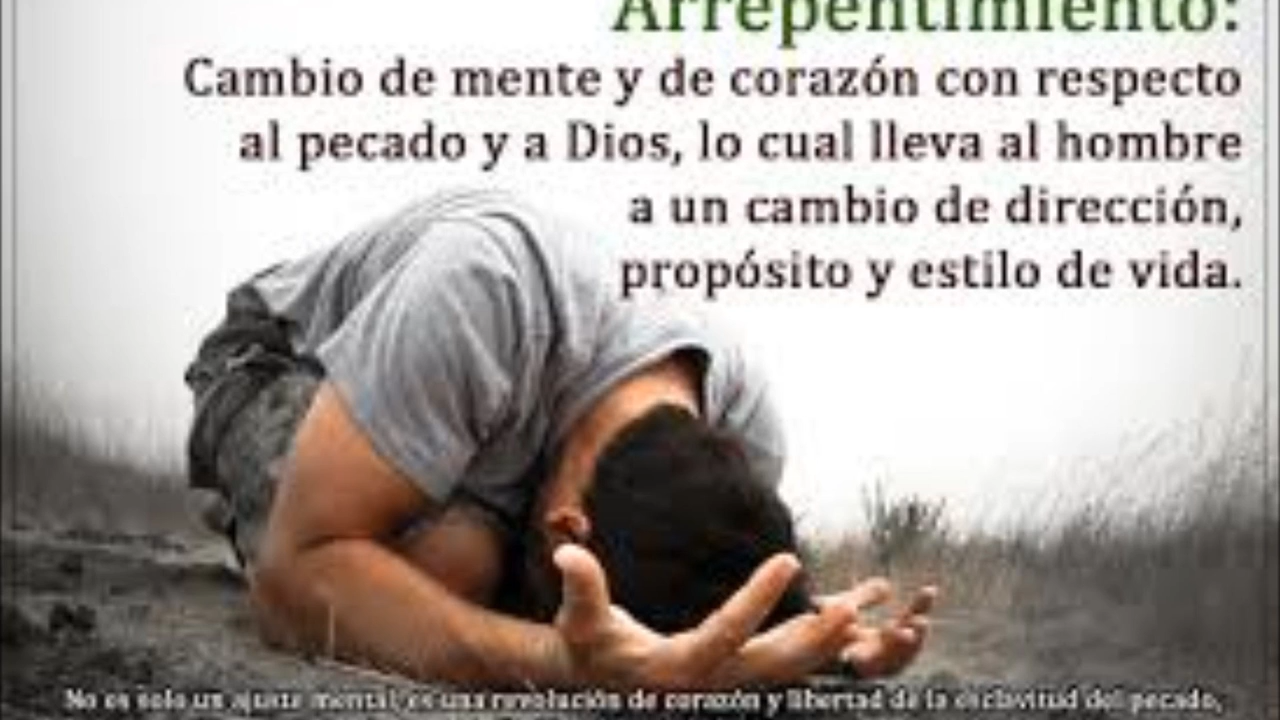 Arrepentimiento:
Cambio de mente y de corazón con respecto
al pecado y a Dios, lo cual lleva al hombre
a un cambio de dirección,
propósito y estilo de vida.
No es solo un ajuste mental, es una revolución de corazón y libertad de la esclavitud del pecado,